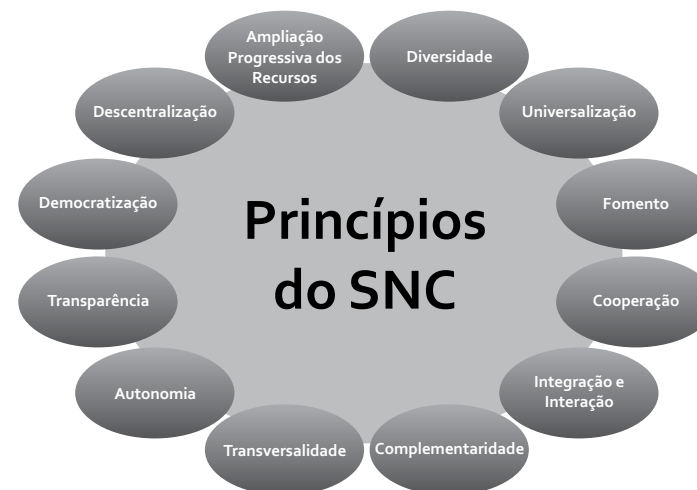 Princípios
do SNC
Diversidade
Universalização
Fomento
Cooperação
Integração e
Interação
Complementaridade
Transversalidade
Autonomia
Transparência
Democratização
Descentralização
Ampliação
Progressiva dos
Recursos